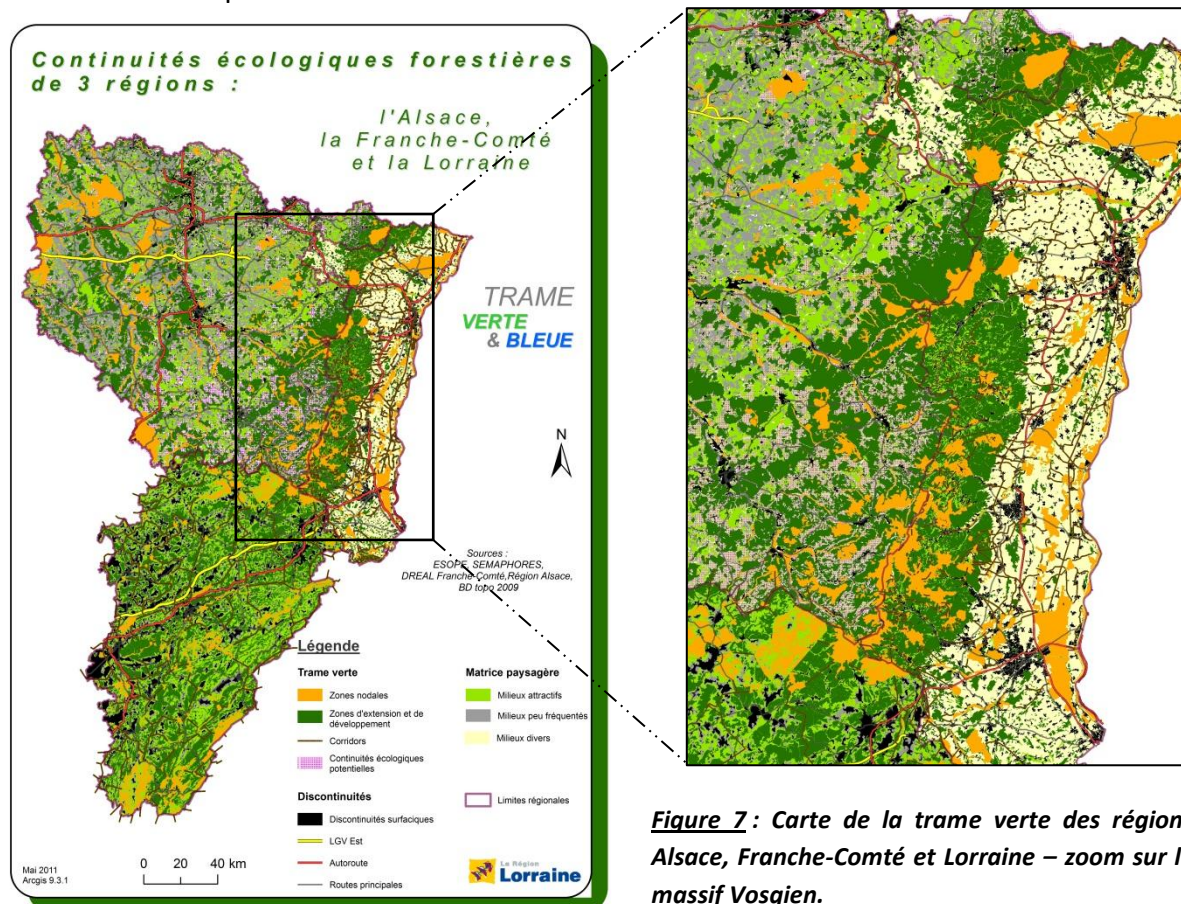 Continuités écologiques forestières
de 3 régions :
l'Alsace,
la Franche-Comté
et la Lorraine
TRAME
VERTE
& BLEUE
N
Sources :
ESOPE, SEMAPHORES,
DREAL Franche-Comté,Région Alsace,
BD topo 2009
Légende
Trame verte
Zones nodales
Zones d'extension et de
développement
Corridors
Continuités écologiques
potentielles
Discontinuités
Discontinuités surfaciques
LGV Est
Autoroute
Routes principales
Matrice paysagère
Milieux attractifs
Milieux peu fréquentés
Milieux divers
Limites régionales
Mai 2011
Arcgis 9.3.1
0 20 40 km
La Région
Lorraine
Figure 7 : Carte de la trame verte des région
Alsace, Franche-Comté et Lorraine – zoom sur l
massif Vosgien.